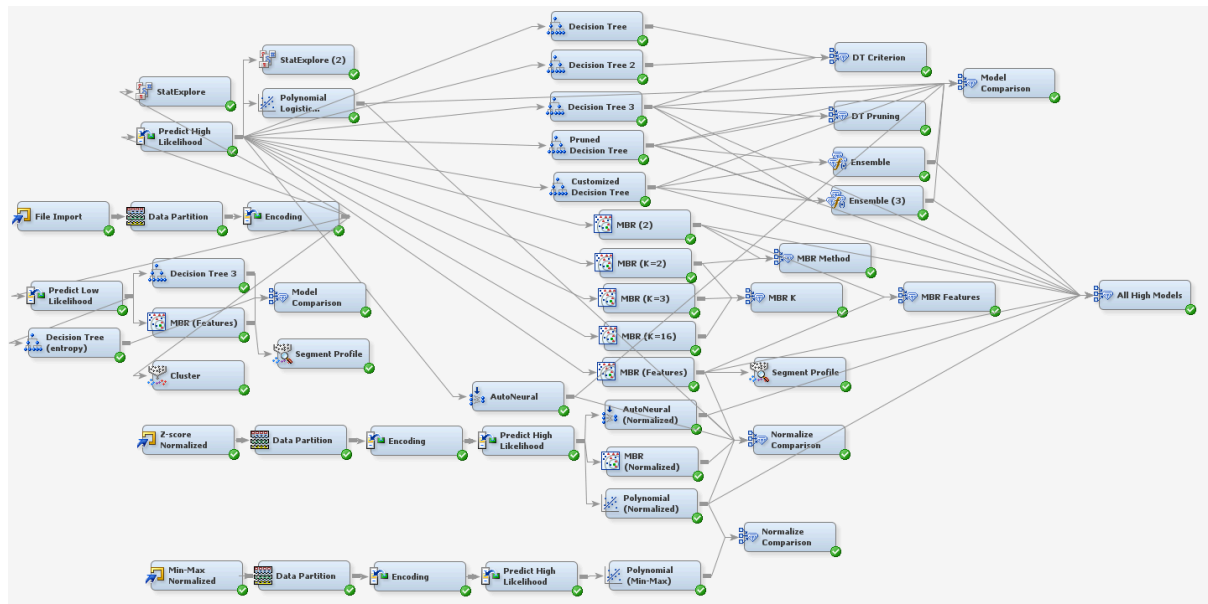 Decision Tree
StatExplore (2)
DT Criterion
Decision Tree 2
Model
Comparison
StatExplore
Polynomial
Logistic...
Decision Tree 3
DT Pruning
Predict High
Likelihood
Pruned
Decision Tree
Ensemble
Customized
Decision Tree
Ensemble (3)
File Import
Data Partition
Encoding
MBR (2)
MBR Method
MBR (K=2)
Decision Tree 3
Predict Low
Likelihood
Model
Comparison
MBR (K=3)
MBR K
MBR Features
All High Models
MBR (Features)
Decision Tree
(entropy)
MBR (K=16)
Segment Profile
Cluster
MBR (Features)
Segment Profile
AutoNeural
AutoNeural
(Normalized)
Z-score
Normalized
Data Partition
Encoding
Predict High
Likelihood
Normalize
Comparison
MBR
(Normalized)
Polynomial
(Normalized)
Normalize
Comparison
Min-Max
Normalized
Data Partition
Encoding
Predict High
Likelihood
Polynomial
(Min-Max)